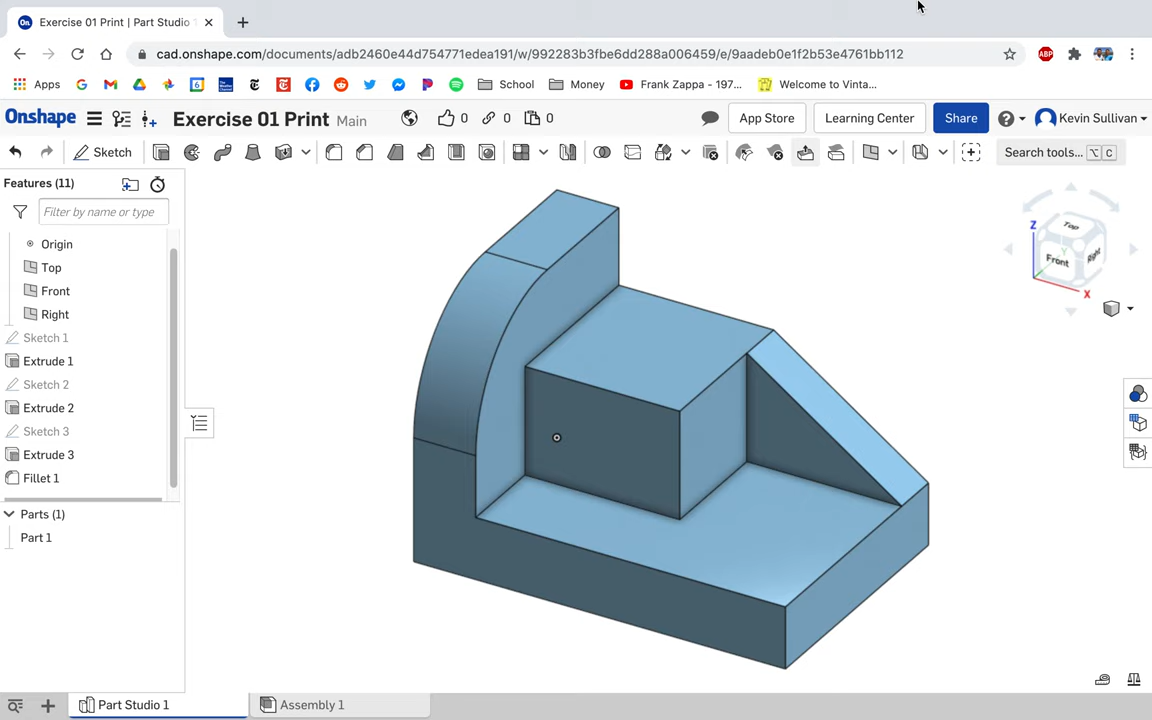 Exercise 01 Print | Part Studio
cad.onshape.com/documents/adb2460e44d754771edea191/w/992283b3fbe6dd288a006459/e/9aadeb0e1f2b53e4761bb112
ABP
Apps 6 Frank Zappa - 197... Welcome to Vinta... School Money
Onshape Exercise 01 Print Main 0 0 0 App Store Learning Center Share Kevin Sullivan
Sketch Search tools... ⌥ C
Features (11)
Filter by name or type
Origin
Top
Front
Right
Sketch 1
Extrude 1
Sketch 2
Extrude 2
Sketch 3
Extrude 3
Fillet 1
Parts (1)
Part 1
Z Top
Y
Front Right
X
Part Studio 1 Assembly 1